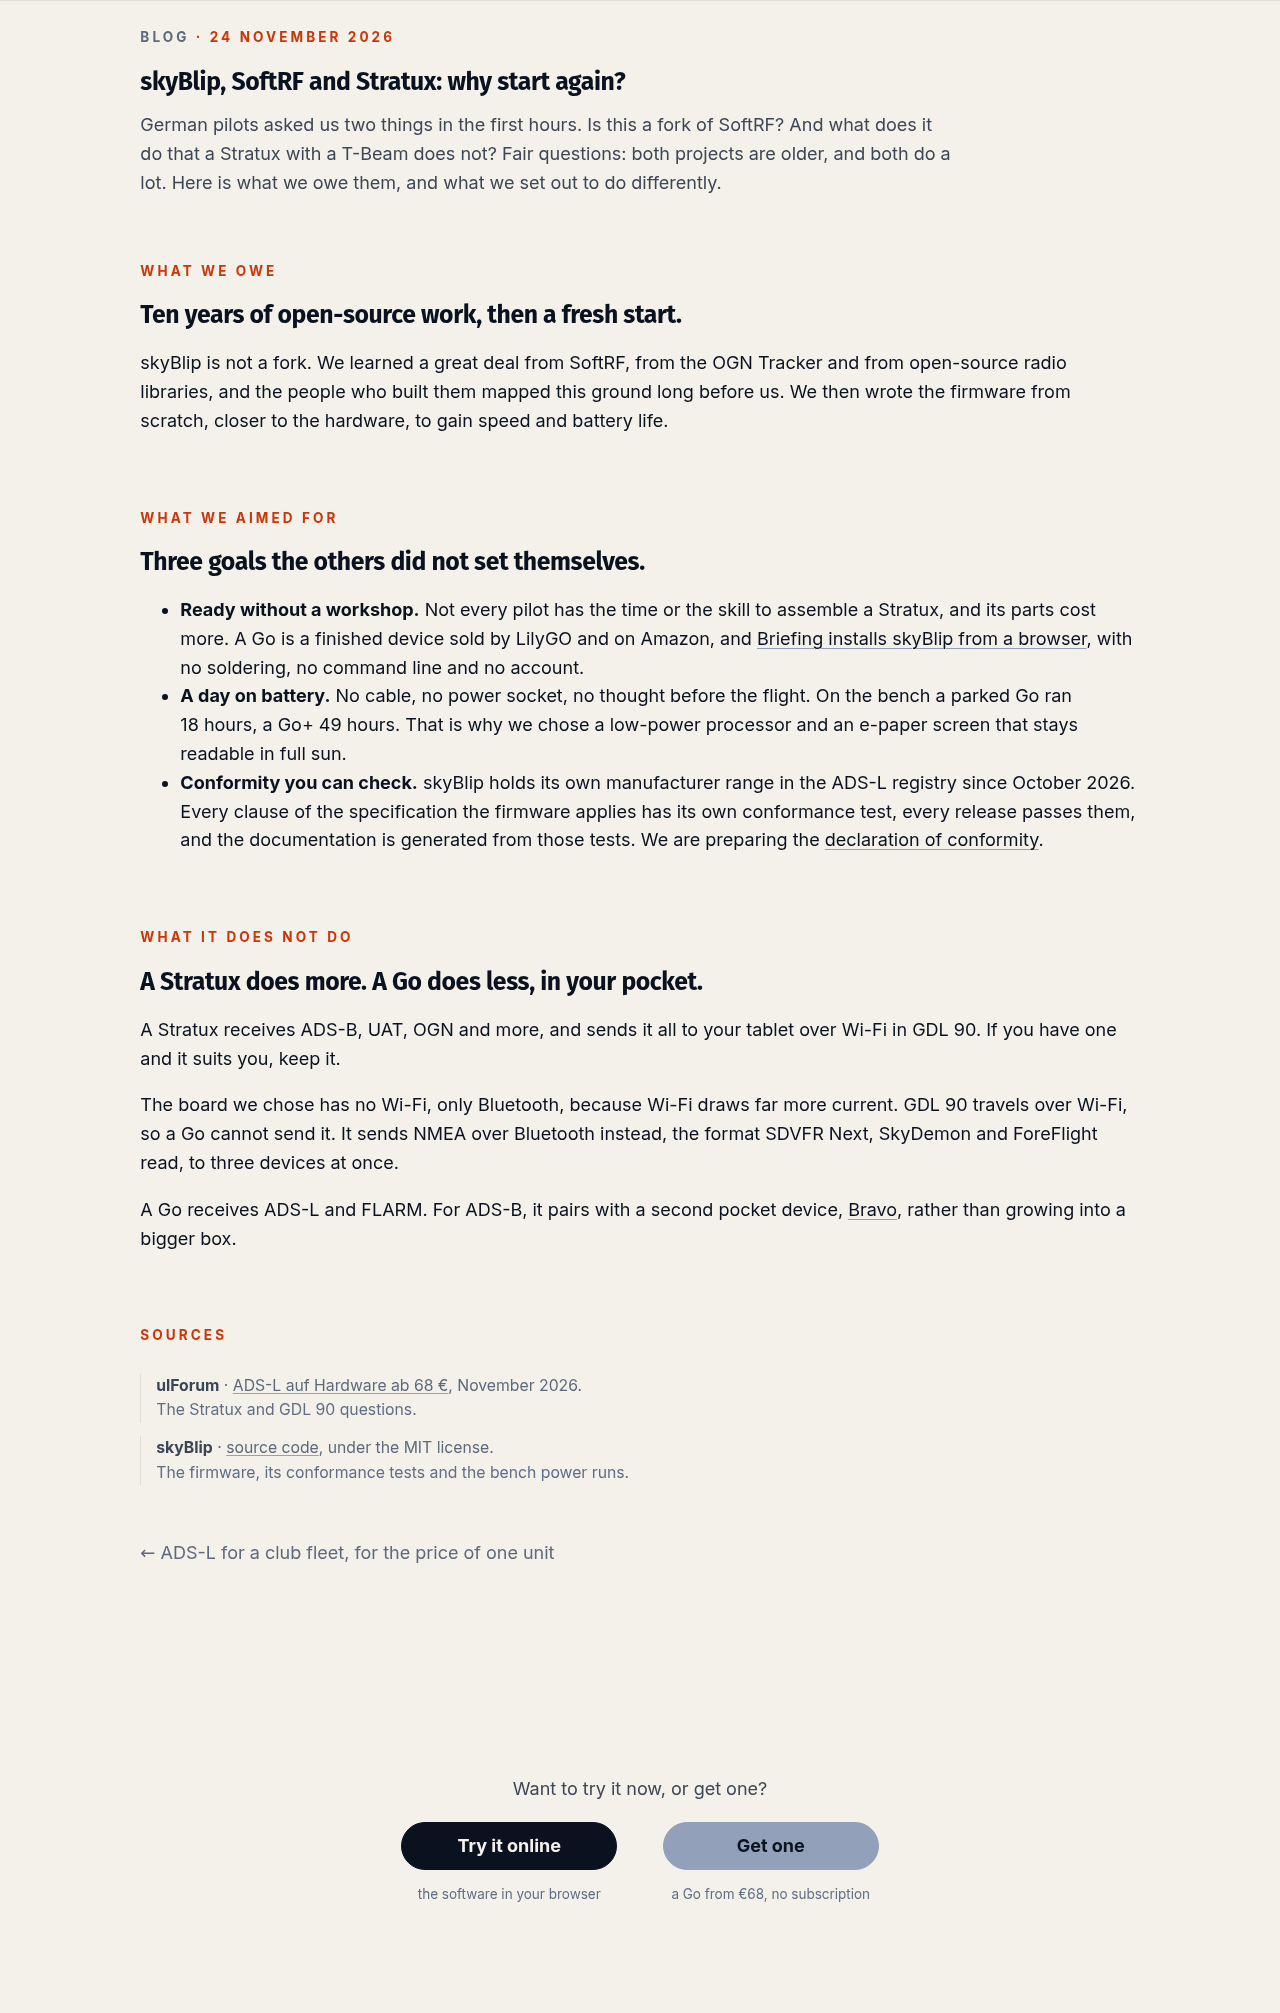 BLOG · 24 NOVEMBER 2026
skyBlip, SoftRF and Stratux: why start again?
German pilots asked us two things in the first hours. Is this a fork of SoftRF? And what does it
do that a Stratux with a T-Beam does not? Fair questions: both projects are older, and both do a
lot. Here is what we owe them, and what we set out to do differently.
WHAT WE OWE
Ten years of open-source work, then a fresh start.
skyBlip is not a fork. We learned a great deal from SoftRF, from the OGN Tracker and from open-source radio
libraries, and the people who built them mapped this ground long before us. We then wrote the firmware from
scratch, closer to the hardware, to gain speed and battery life.
WHAT WE AIMED FOR
Three goals the others did not set themselves.
• Ready without a workshop. Not every pilot has the time or the skill to assemble a Stratux, and its parts cost
more. A Go is a finished device sold by LilyGO and on Amazon, and Briefing installs skyBlip from a browser, with
no soldering, no command line and no account.
• A day on battery. No cable, no power socket, no thought before the flight. On the bench a parked Go ran
18 hours, a Go+ 49 hours. That is why we chose a low-power processor and an e-paper screen that stays
readable in full sun.
• Conformity you can check. skyBlip holds its own manufacturer range in the ADS-L registry since October 2026.
Every clause of the specification the firmware applies has its own conformance test, every release passes them,
and the documentation is generated from those tests. We are preparing the declaration of conformity.
WHAT IT DOES NOT DO
A Stratux does more. A Go does less, in your pocket.
A Stratux receives ADS-B, UAT, OGN and more, and sends it all to your tablet over Wi-Fi in GDL 90. If you have one
and it suits you, keep it.
The board we chose has no Wi-Fi, only Bluetooth, because Wi-Fi draws far more current. GDL 90 travels over Wi-Fi,
so a Go cannot send it. It sends NMEA over Bluetooth instead, the format SDVFR Next, SkyDemon and ForeFlight
read, to three devices at once.
A Go receives ADS-L and FLARM. For ADS-B, it pairs with a second pocket device, Bravo, rather than growing into a
bigger box.
SOURCES
ulForum · ADS-L auf Hardware ab 68 €, November 2026.
The Stratux and GDL 90 questions.
skyBlip · source code, under the MIT license.
The firmware, its conformance tests and the bench power runs.
← ADS-L for a club fleet, for the price of one unit
Want to try it now, or get one?
Try it online
Get one
the software in your browser
a Go from €68, no subscription